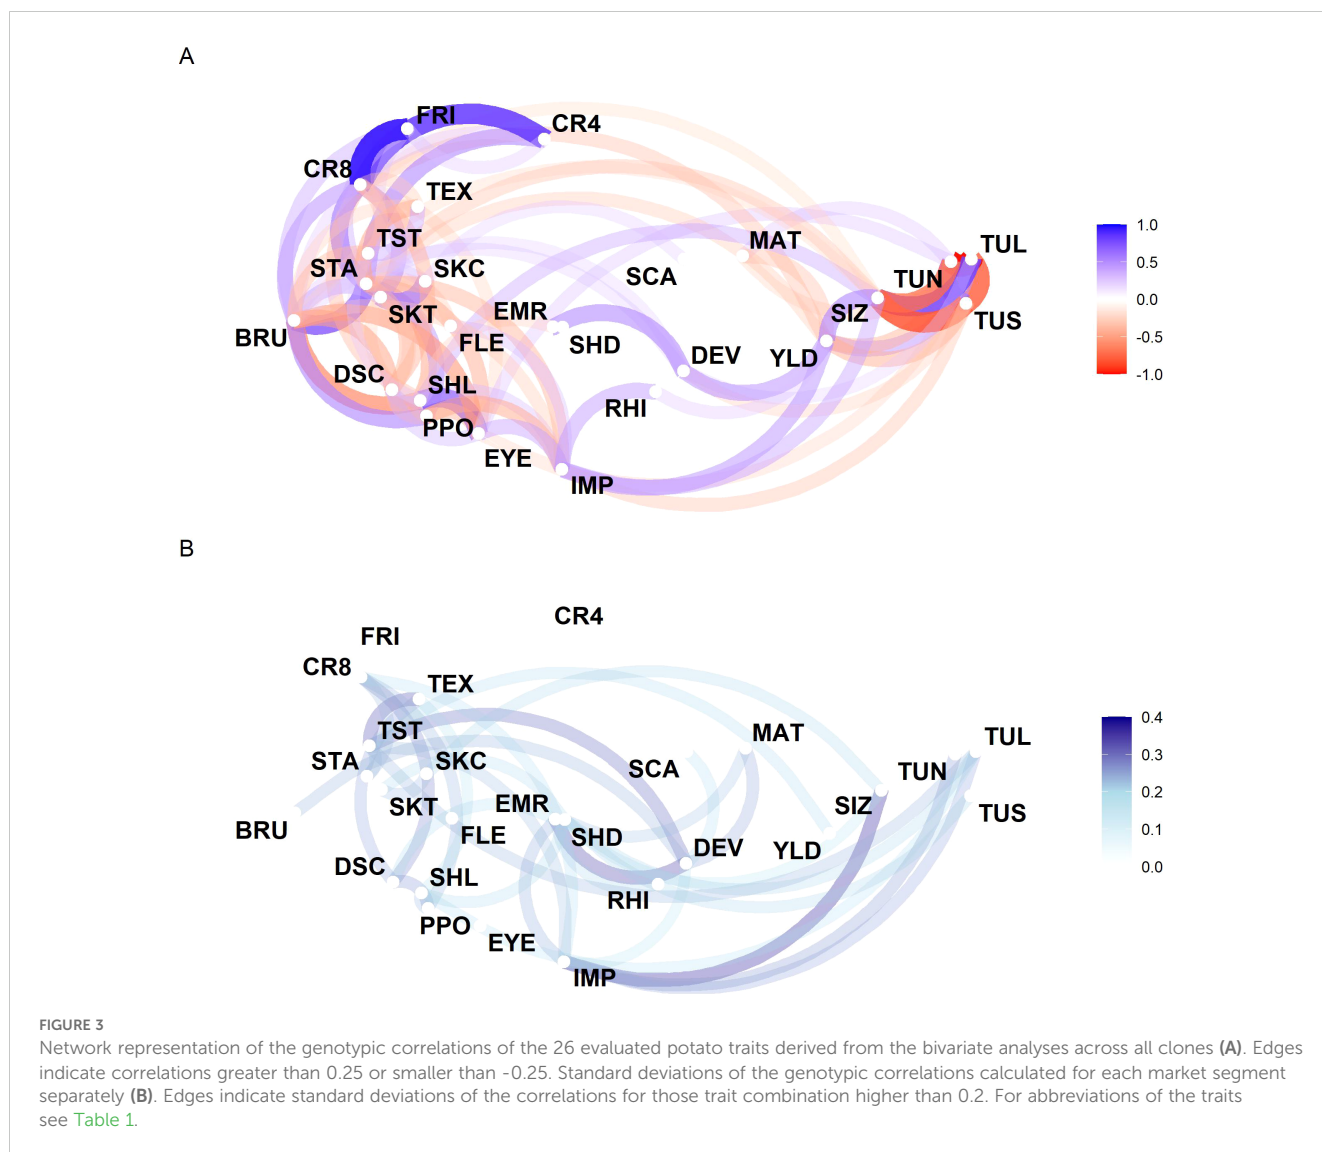 A
FRI
CR4
CR8
TEX
TST
MAT
TUL
STA
SKC
SCA
TUN
SKT
EMR
SIZ
TUS
BRU
FLE
SHD
DEV
YLD
DSC
SHL
RHI
PPO
EYE
IMP
1.0
0.5
0.0
-0.5
-1.0
B
CR4
FRI
CR8
TEX
TST
MAT
TUL
STA
SKC
SCA
TUN
SKT
EMR
SIZ
TUS
BRU
FLE
SHD
DEV
YLD
DSC
SHL
RHI
PPO
EYE
IMP
0.4
0.3
0.2
0.1
0.0
FIGURE 3
Network representation of the genotypic correlations of the 26 evaluated potato traits derived from the bivariate analyses across all clones (A). Edges
indicate correlations greater than 0.25 or smaller than -0.25. Standard deviations of the genotypic correlations calculated for each market segment
separately (B). Edges indicate standard deviations of the correlations for those trait combination higher than 0.2. For abbreviations of the traits
see Table 1.